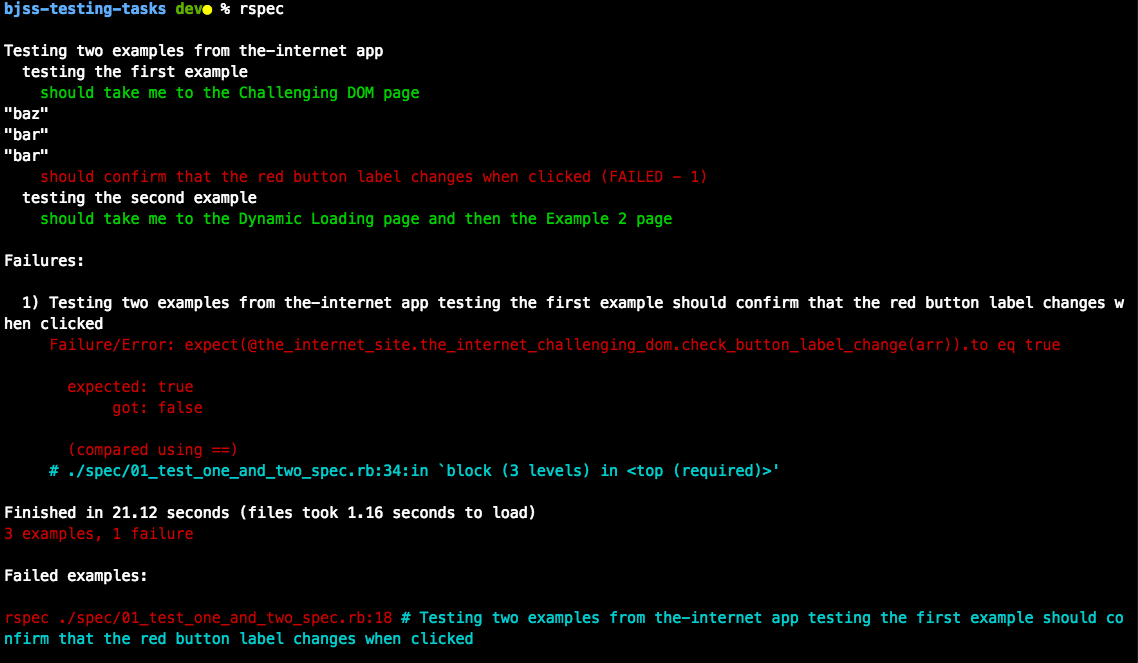 bjss-testing-tasks dev● % rspec
Testing two examples from the-internet app
testing the first example
should take me to the Challenging DOM page
"baz"
"bar"
"bar"
should confirm that the red button label changes when clicked (FAILED - 1)
testing the second example
should take me to the Dynamic Loading page and then the Example 2 page
Failures:
1) Testing two examples from the-internet app testing the first example should confirm that the red button label changes w
hen clicked
Failure/Error: expect(@the_internet_site.the_internet_challenging_dom.check_button_label_change(arr)).to eq true
expected: true
got: false
(compared using ==)
# ./spec/01_test_one_and_two_spec.rb:34:in `block (3 levels) in <top (required)>'
Finished in 21.12 seconds (files took 1.16 seconds to load)
3 examples, 1 failure
Failed examples:
rspec ./spec/01_test_one_and_two_spec.rb:18 # Testing two examples from the-internet app testing the first example should co
nfirm that the red button label changes when clicked